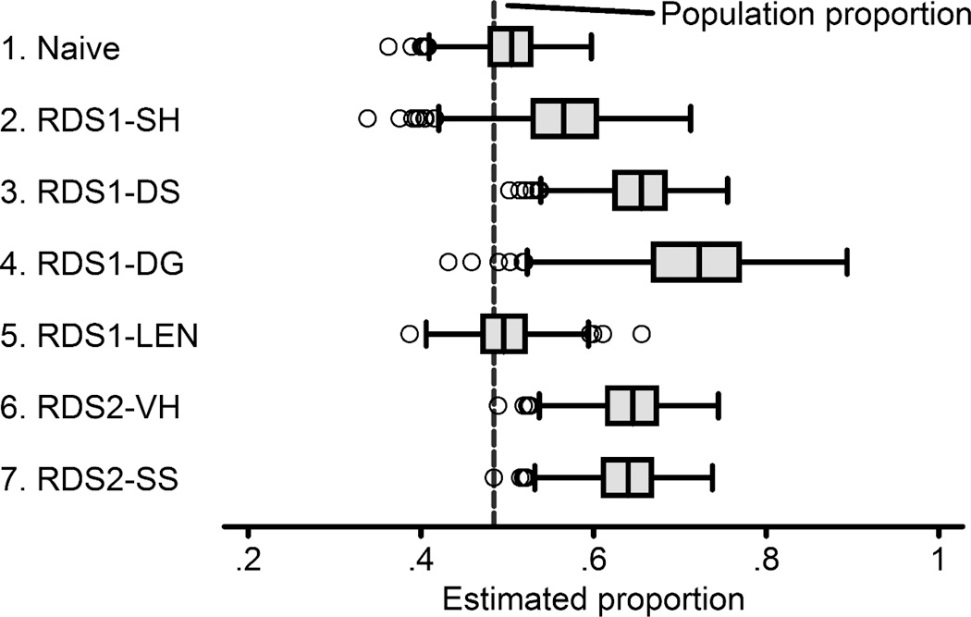 Population proportion
1. Naive
2. RDS1-SH
3. RDS1-DS
4. RDS1-DG
5. RDS1-LEN
6. RDS2-VH
7. RDS2-SS
.2 .4 .6 .8 1
Estimated proportion